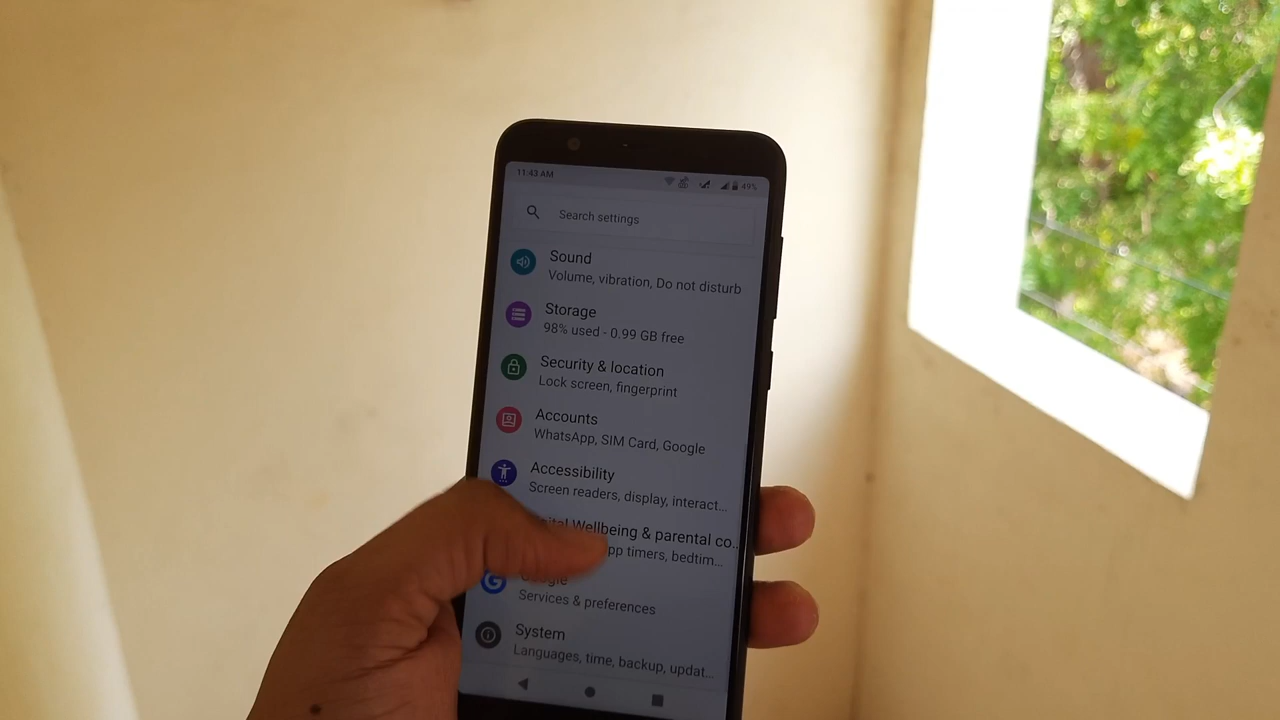 11:43 AM
49%
Search settings
Sound
Volume, vibration, Do not disturb
Storage
98% used - 0.99 GB free
Security & location
Lock screen, fingerprint
Accounts
WhatsApp, SIM Card, Google
Accessibility
Screen readers, display, interact...
Wellbeing & parental co...
timers, bedtim...
Google
Services & preferences
System
Languages, time, backup, updat...